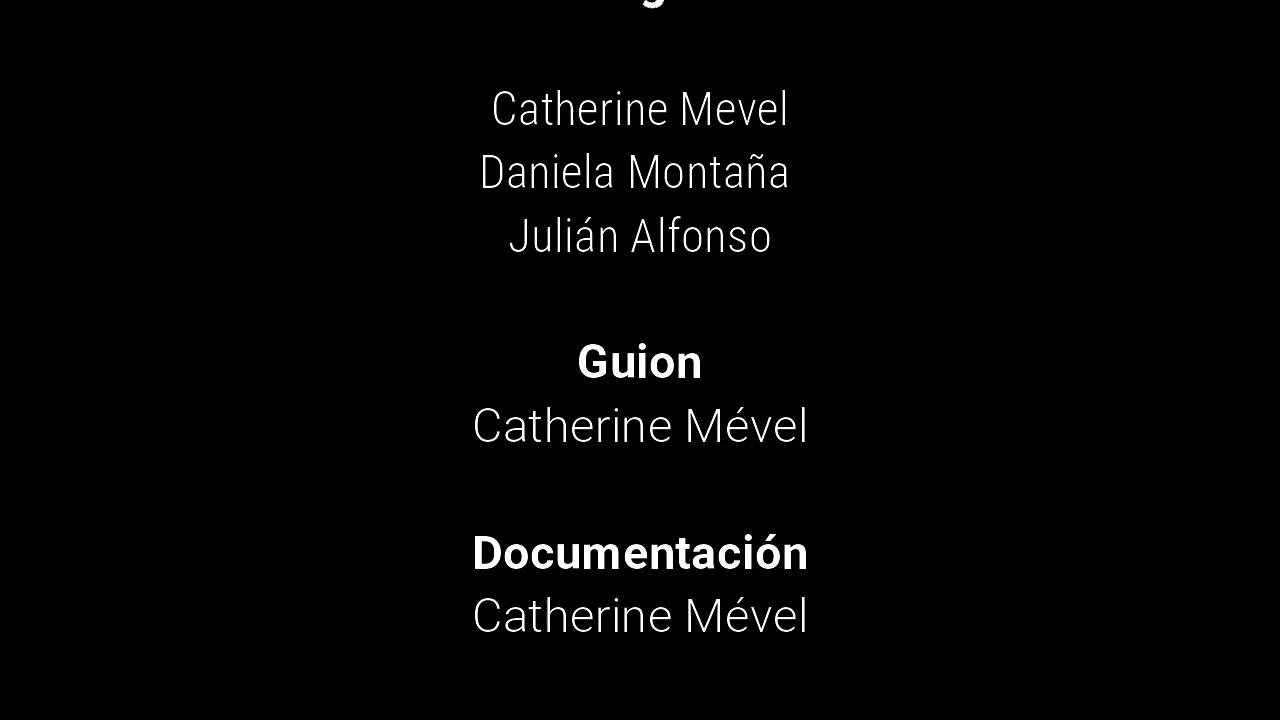 Catherine Mevel
Daniela Montaña
Julián Alfonso
Guion
Catherine Mével
Documentación
Catherine Mével